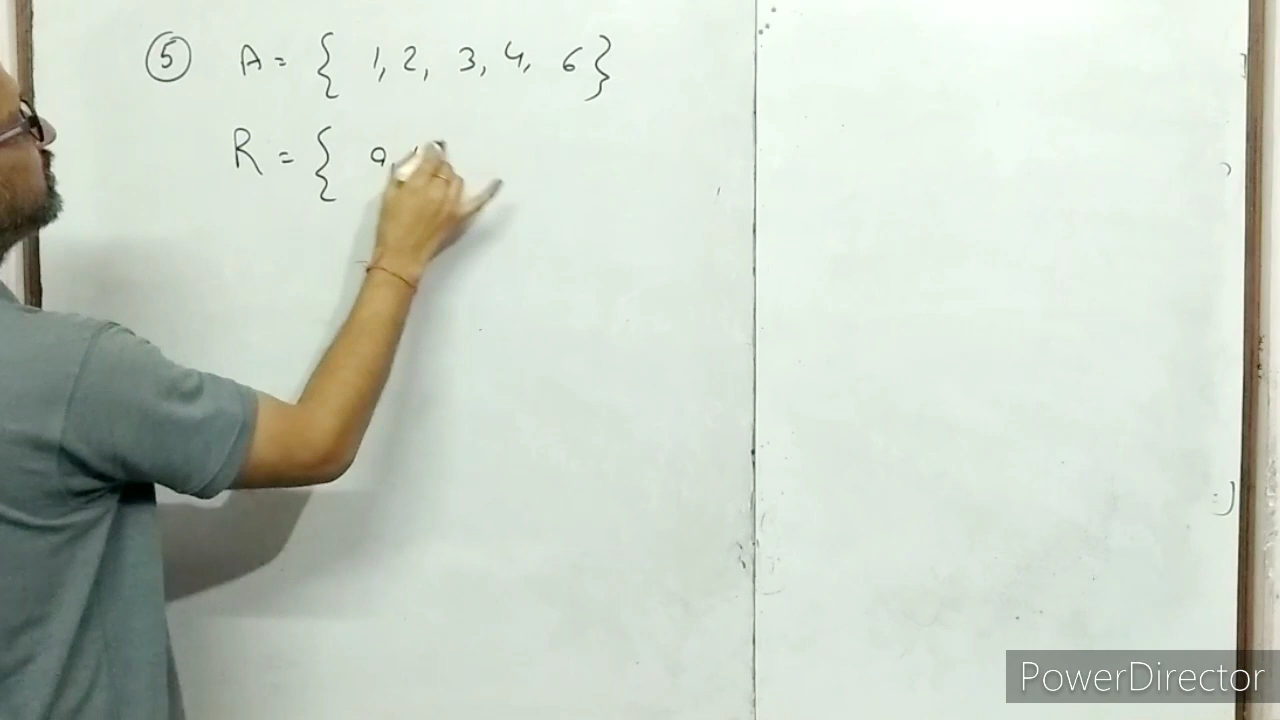 ⑤ A = { 1, 2, 3, 4, 6 }
R = { a,
PowerDirector